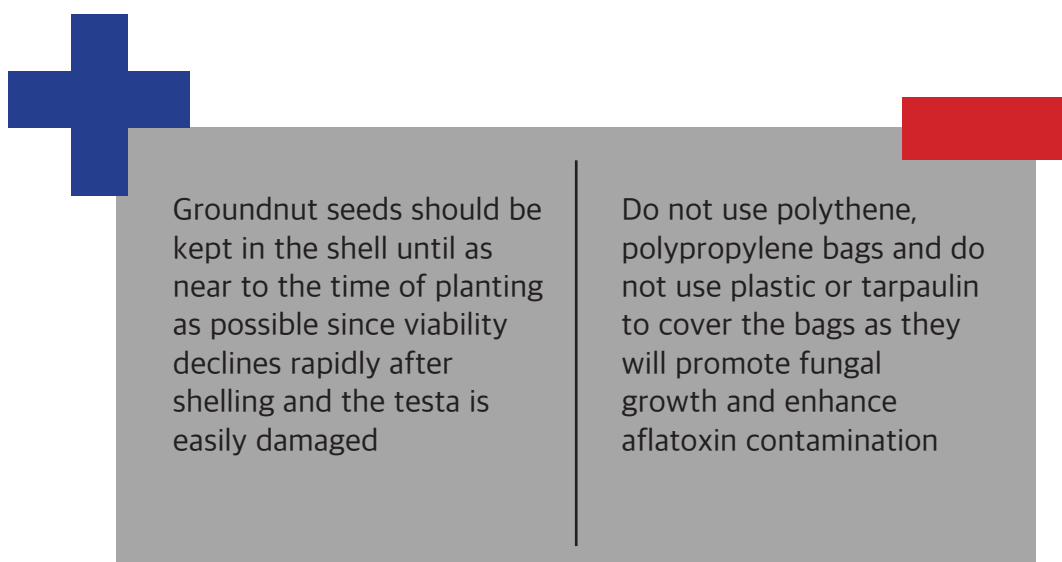 Groundnut seeds should be
kept in the shell until as
near to the time of planting
as possible since viability
declines rapidly after
shelling and the testa is
easily damaged
Do not use polythene,
polypropylene bags and do
not use plastic or tarpaulin
to cover the bags as they
will promote fungal
growth and enhance
aflatoxin contamination